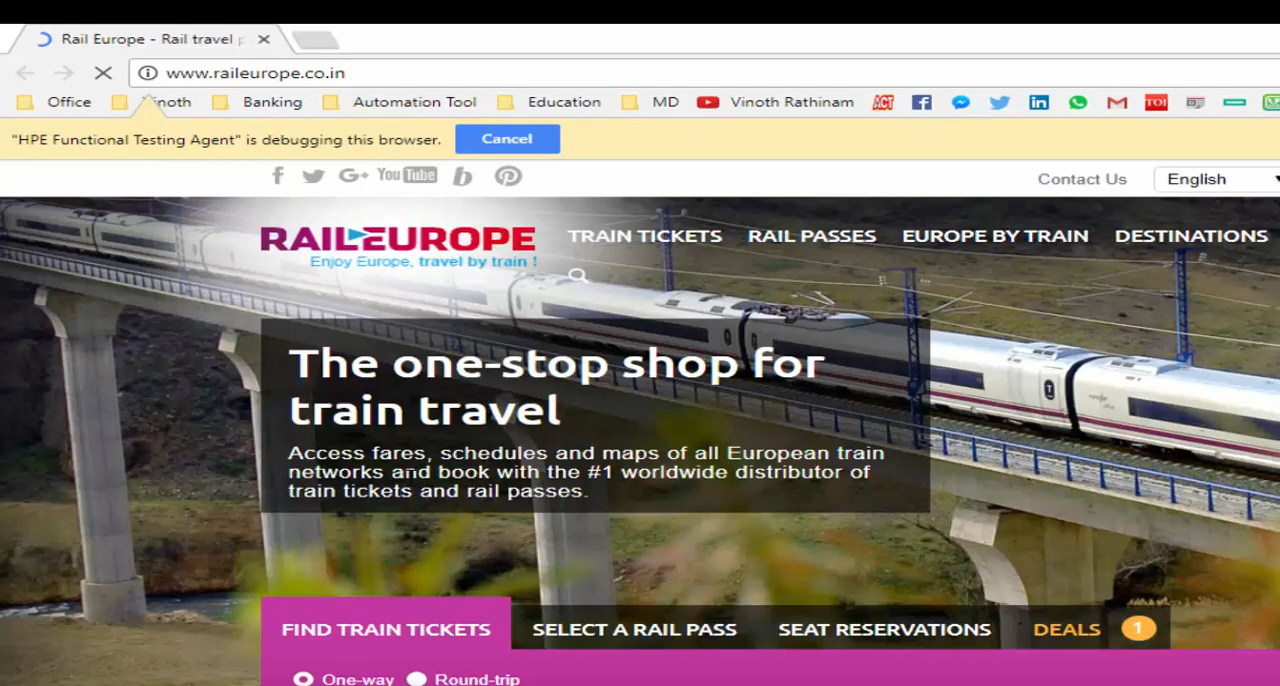 Rail Europe - Rail travel p
www.raileurope.co.in
Office Vinoth Banking Automation Tool Education MD Vinoth Rathinam ACT TOI
"HPE Functional Testing Agent" is debugging this browser. Cancel
You Tube
Contact Us English
RAILEUROPE
TRAIN TICKETS RAIL PASSES EUROPE BY TRAIN DESTINATIONS
Enjoy Europe, travel by train !
The one-stop shop for
train travel
Access fares, schedules and maps of all European train
networks and book with the #1 worldwide distributor of
train tickets and rail passes.
FIND TRAIN TICKETS SELECT A RAIL PASS SEAT RESERVATIONS DEALS 1
One-way Round-trip